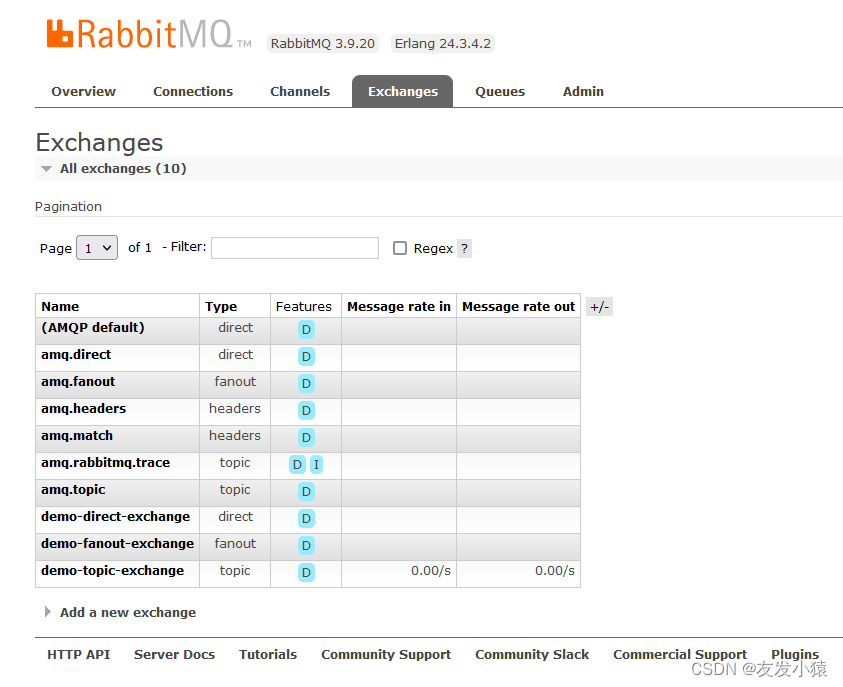 RabbitMQ TM RabbitMQ 3.9.20 Erlang 24.3.4.2
Overview Connections Channels Exchanges Queues Admin
Exchanges
All exchanges (10)
Pagination
Page 1 of 1 - Filter: Regex ?
Name Type Features Message rate in Message rate out +/-
(AMQP default) direct D
amq.direct direct D
amq.fanout fanout D
amq.headers headers D
amq.match headers D
amq.rabbitmq.trace topic D I
amq.topic topic D
demo-direct-exchange direct D
demo-fanout-exchange fanout D
demo-topic-exchange topic D 0.00/s 0.00/s
Add a new exchange
HTTP API Server Docs Tutorials Community Support Community Slack Commercial Support Plugins
CSDN @友发小猿